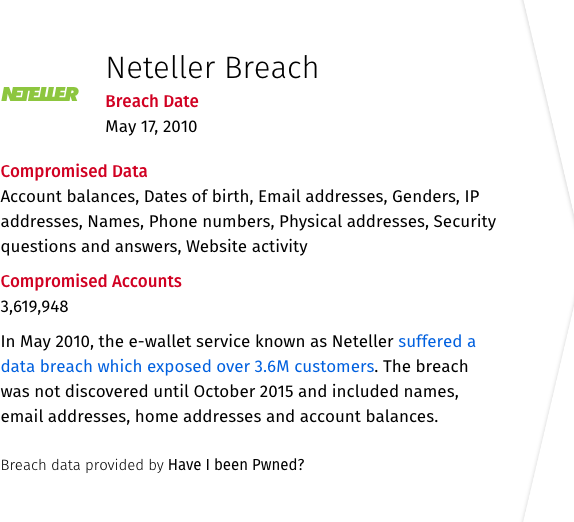 Neteller Breach
NETELLER
Breach Date
May 17, 2010
Compromised Data
Account balances, Dates of birth, Email addresses, Genders, IP
addresses, Names, Phone numbers, Physical addresses, Security
questions and answers, Website activity
Compromised Accounts
3,619,948
In May 2010, the e-wallet service known as Neteller suffered a
data breach which exposed over 3.6M customers. The breach
was not discovered until October 2015 and included names,
email addresses, home addresses and account balances.
Breach data provided by Have I been Pwned?